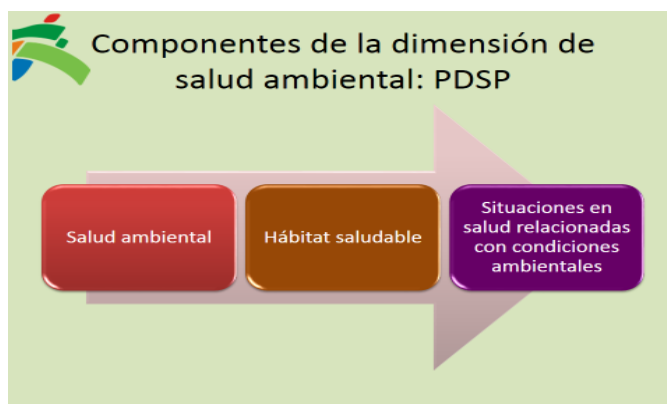 Componentes de la dimensión de
salud ambiental: PDSP
Salud ambiental
Hábitat saludable
Situaciones en
salud relacionadas
con condiciones
ambientales